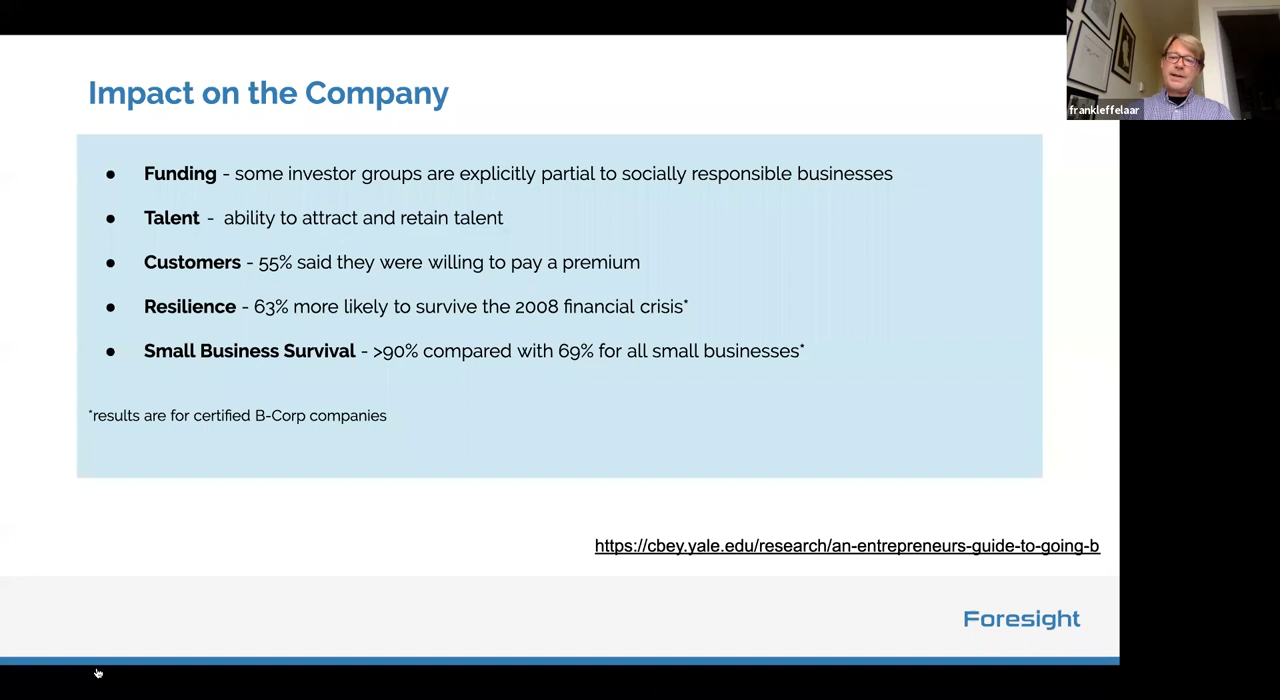 Impact on the Company
● Funding - some investor groups are explicitly partial to socially responsible businesses
● Talent - ability to attract and retain talent
● Customers - 55% said they were willing to pay a premium
● Resilience - 63% more likely to survive the 2008 financial crisis*
● Small Business Survival - >90% compared with 69% for all small businesses*
*results are for certified B-Corp companies
https://cbey.yale.edu/research/an-entrepreneurs-guide-to-going-b
Foresight
frankleffelaar